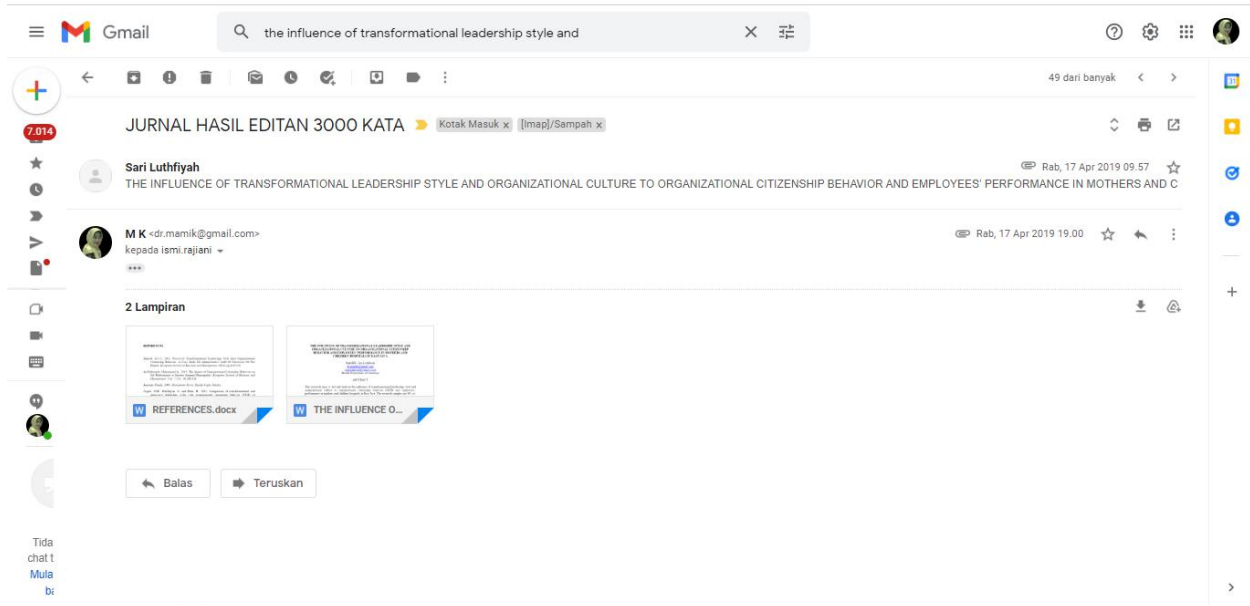 Gmail
the influence of transformational leadership style and
49 dari banyak
7.014
JURNAL HASIL EDITAN 3000 KATA
Kotak Masuk x
[Imap]/Sampah x
Sari Luthfiyah
Rab, 17 Apr 2019 09.57
THE INFLUENCE OF TRANSFORMATIONAL LEADERSHIP STYLE AND ORGANIZATIONAL CULTURE TO ORGANIZATIONAL CITIZENSHIP BEHAVIOR AND EMPLOYEES' PERFORMANCE IN MOTHERS AND C
M K <dr.mamik@gmail.com>
Rab, 17 Apr 2019 19.00
kepada ismi.rajiani
2 Lampiran
REFERENCES
W REFERENCES.docx
W THE INFLUENCE O...
Balas
Teruskan
Tida
chat t
Mula
ba
31